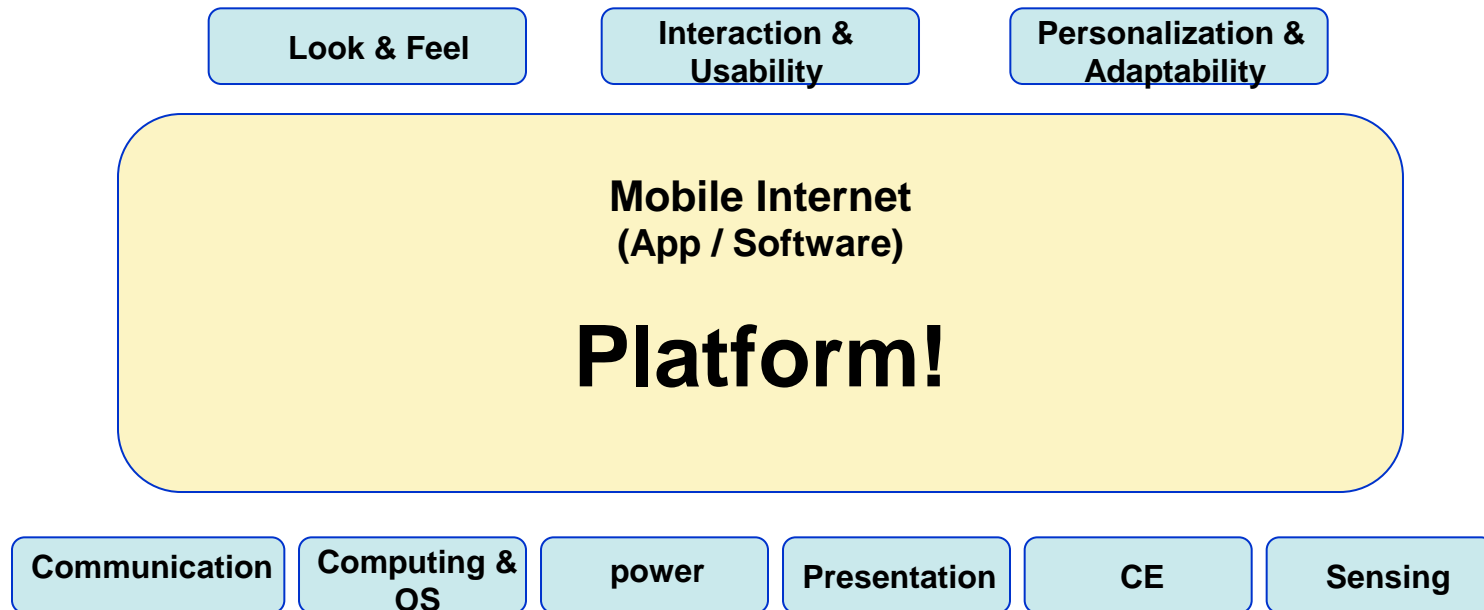 Look & Feel
Interaction &
Usability
Personalization &
Adaptability
Mobile Internet
(App / Software)
Platform!
Communication
Computing &
OS
power
Presentation
CE
Sensing